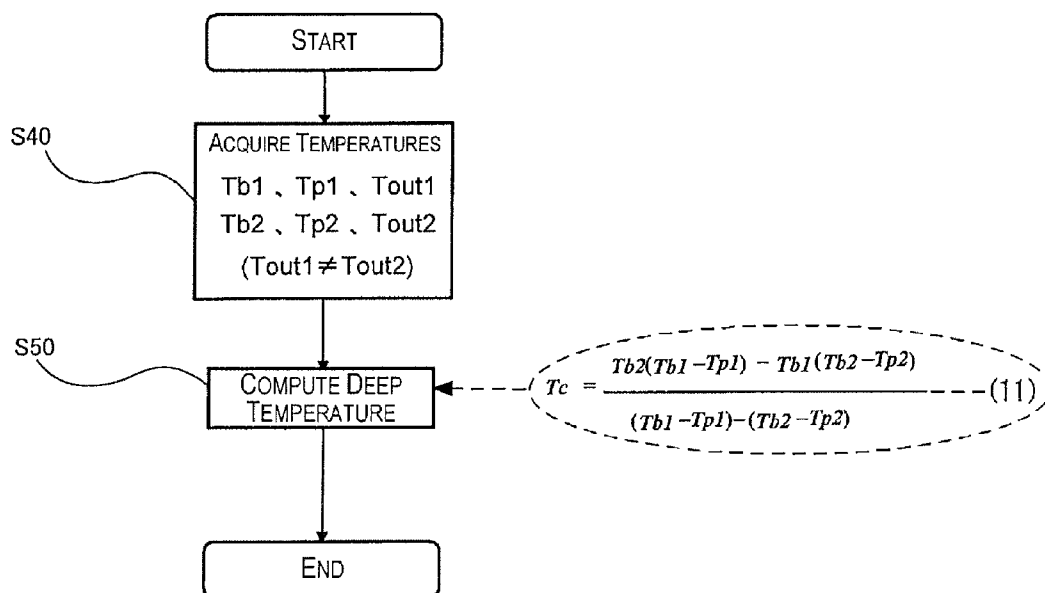 START
S40
ACQUIRE TEMPERATURES
Tb1 、Tp1 、Tout1
Tb2 、Tp2 、Tout2
(Tout1≠Tout2)
S50
COMPUTE DEEP
TEMPERATURE
Tc = Tb2(Tb1−Tp1) − Tb1(Tb2−Tp2)
(Tb1−Tp1)−(Tb2−Tp2)
(11)
END